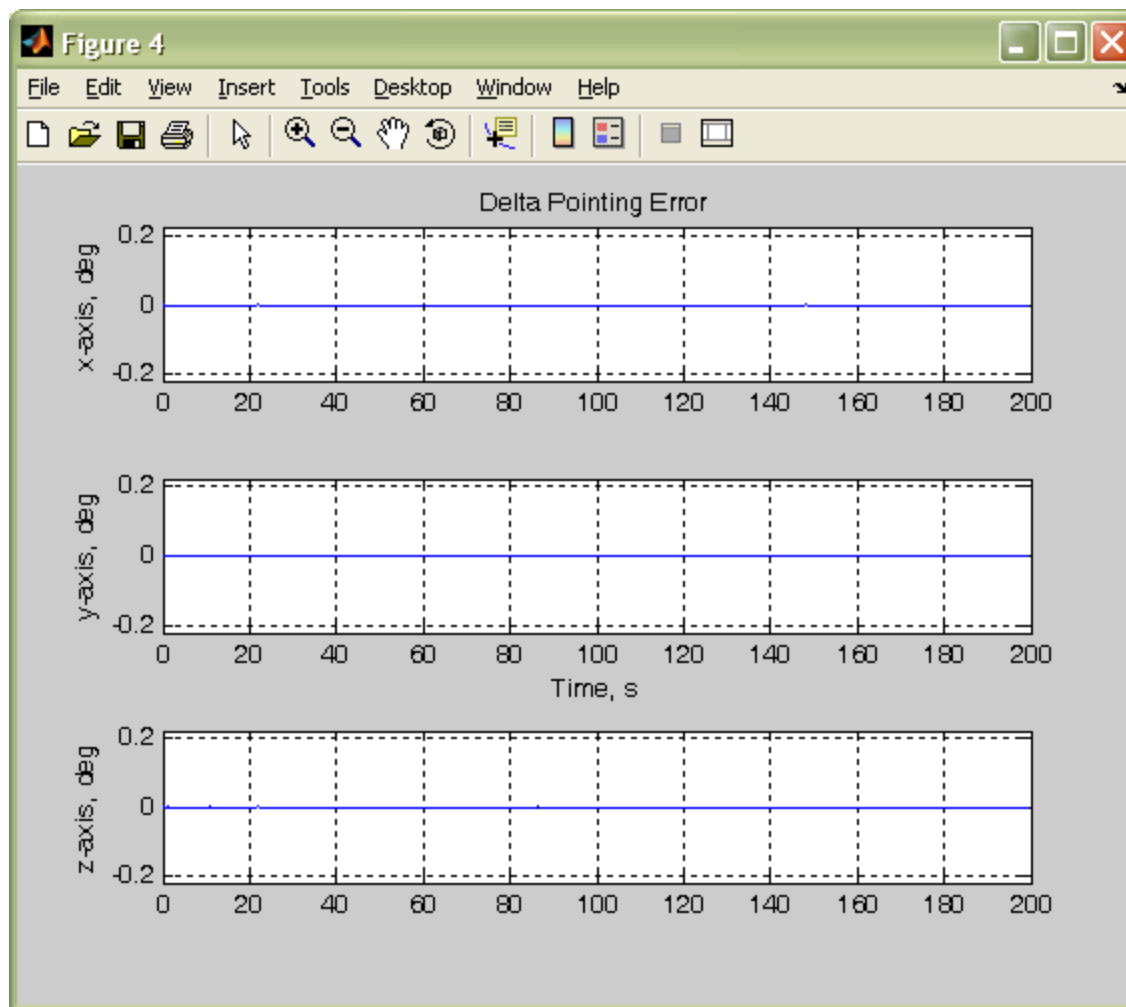 Figure 4
File Edit View Insert Tools Desktop Window Help
Delta Pointing Error
x-axis, deg
0.2
0
-0.2
0 20 40 60 80 100 120 140 160 180 200
y-axis, deg
0.2
0
-0.2
0 20 40 60 80 100 120 140 160 180 200
Time, s
z-axis, deg
0.2
0
-0.2
0 20 40 60 80 100 120 140 160 180 200